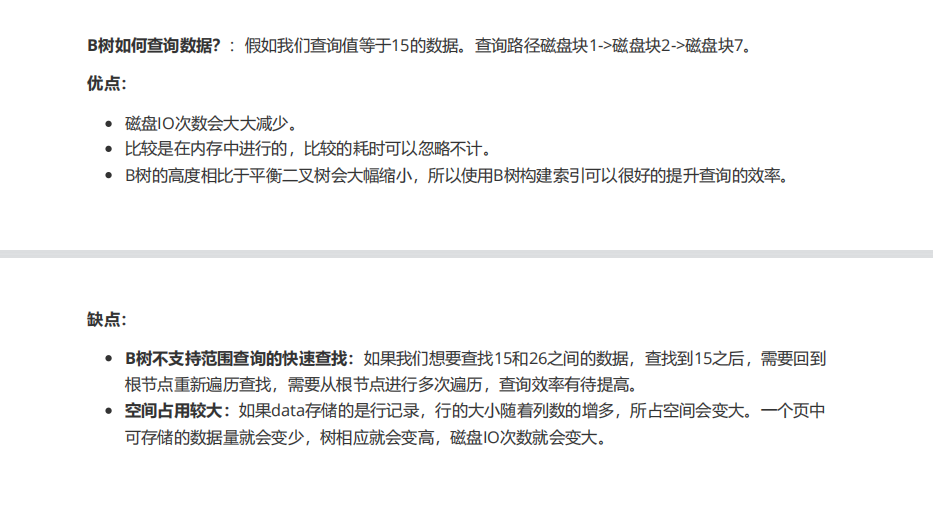 B树如何查询数据?：假如我们查询值等于15的数据。查询路径磁盘块1->磁盘块2->磁盘块7。
优点：
磁盘IO次数会大大减少。
比较是在内存中进行的，比较的耗时可以忽略不计。
B树的高度相比于平衡二叉树会大幅缩小，所以使用B树构建索引可以很好的提升查询的效率。
缺点：
B树不支持范围查询的快速查找：如果我们想要查找15和26之间的数据，查找到15之后，需要回到
根节点重新遍历查找，需要从根节点进行多次遍历，查询效率有待提高。
空间占用较大：如果data存储的是行记录，行的大小随着列数的增多，所占空间会变大。一个页中
可存储的数据量就会变少，树相应就会变高，磁盘IO次数就会变大。